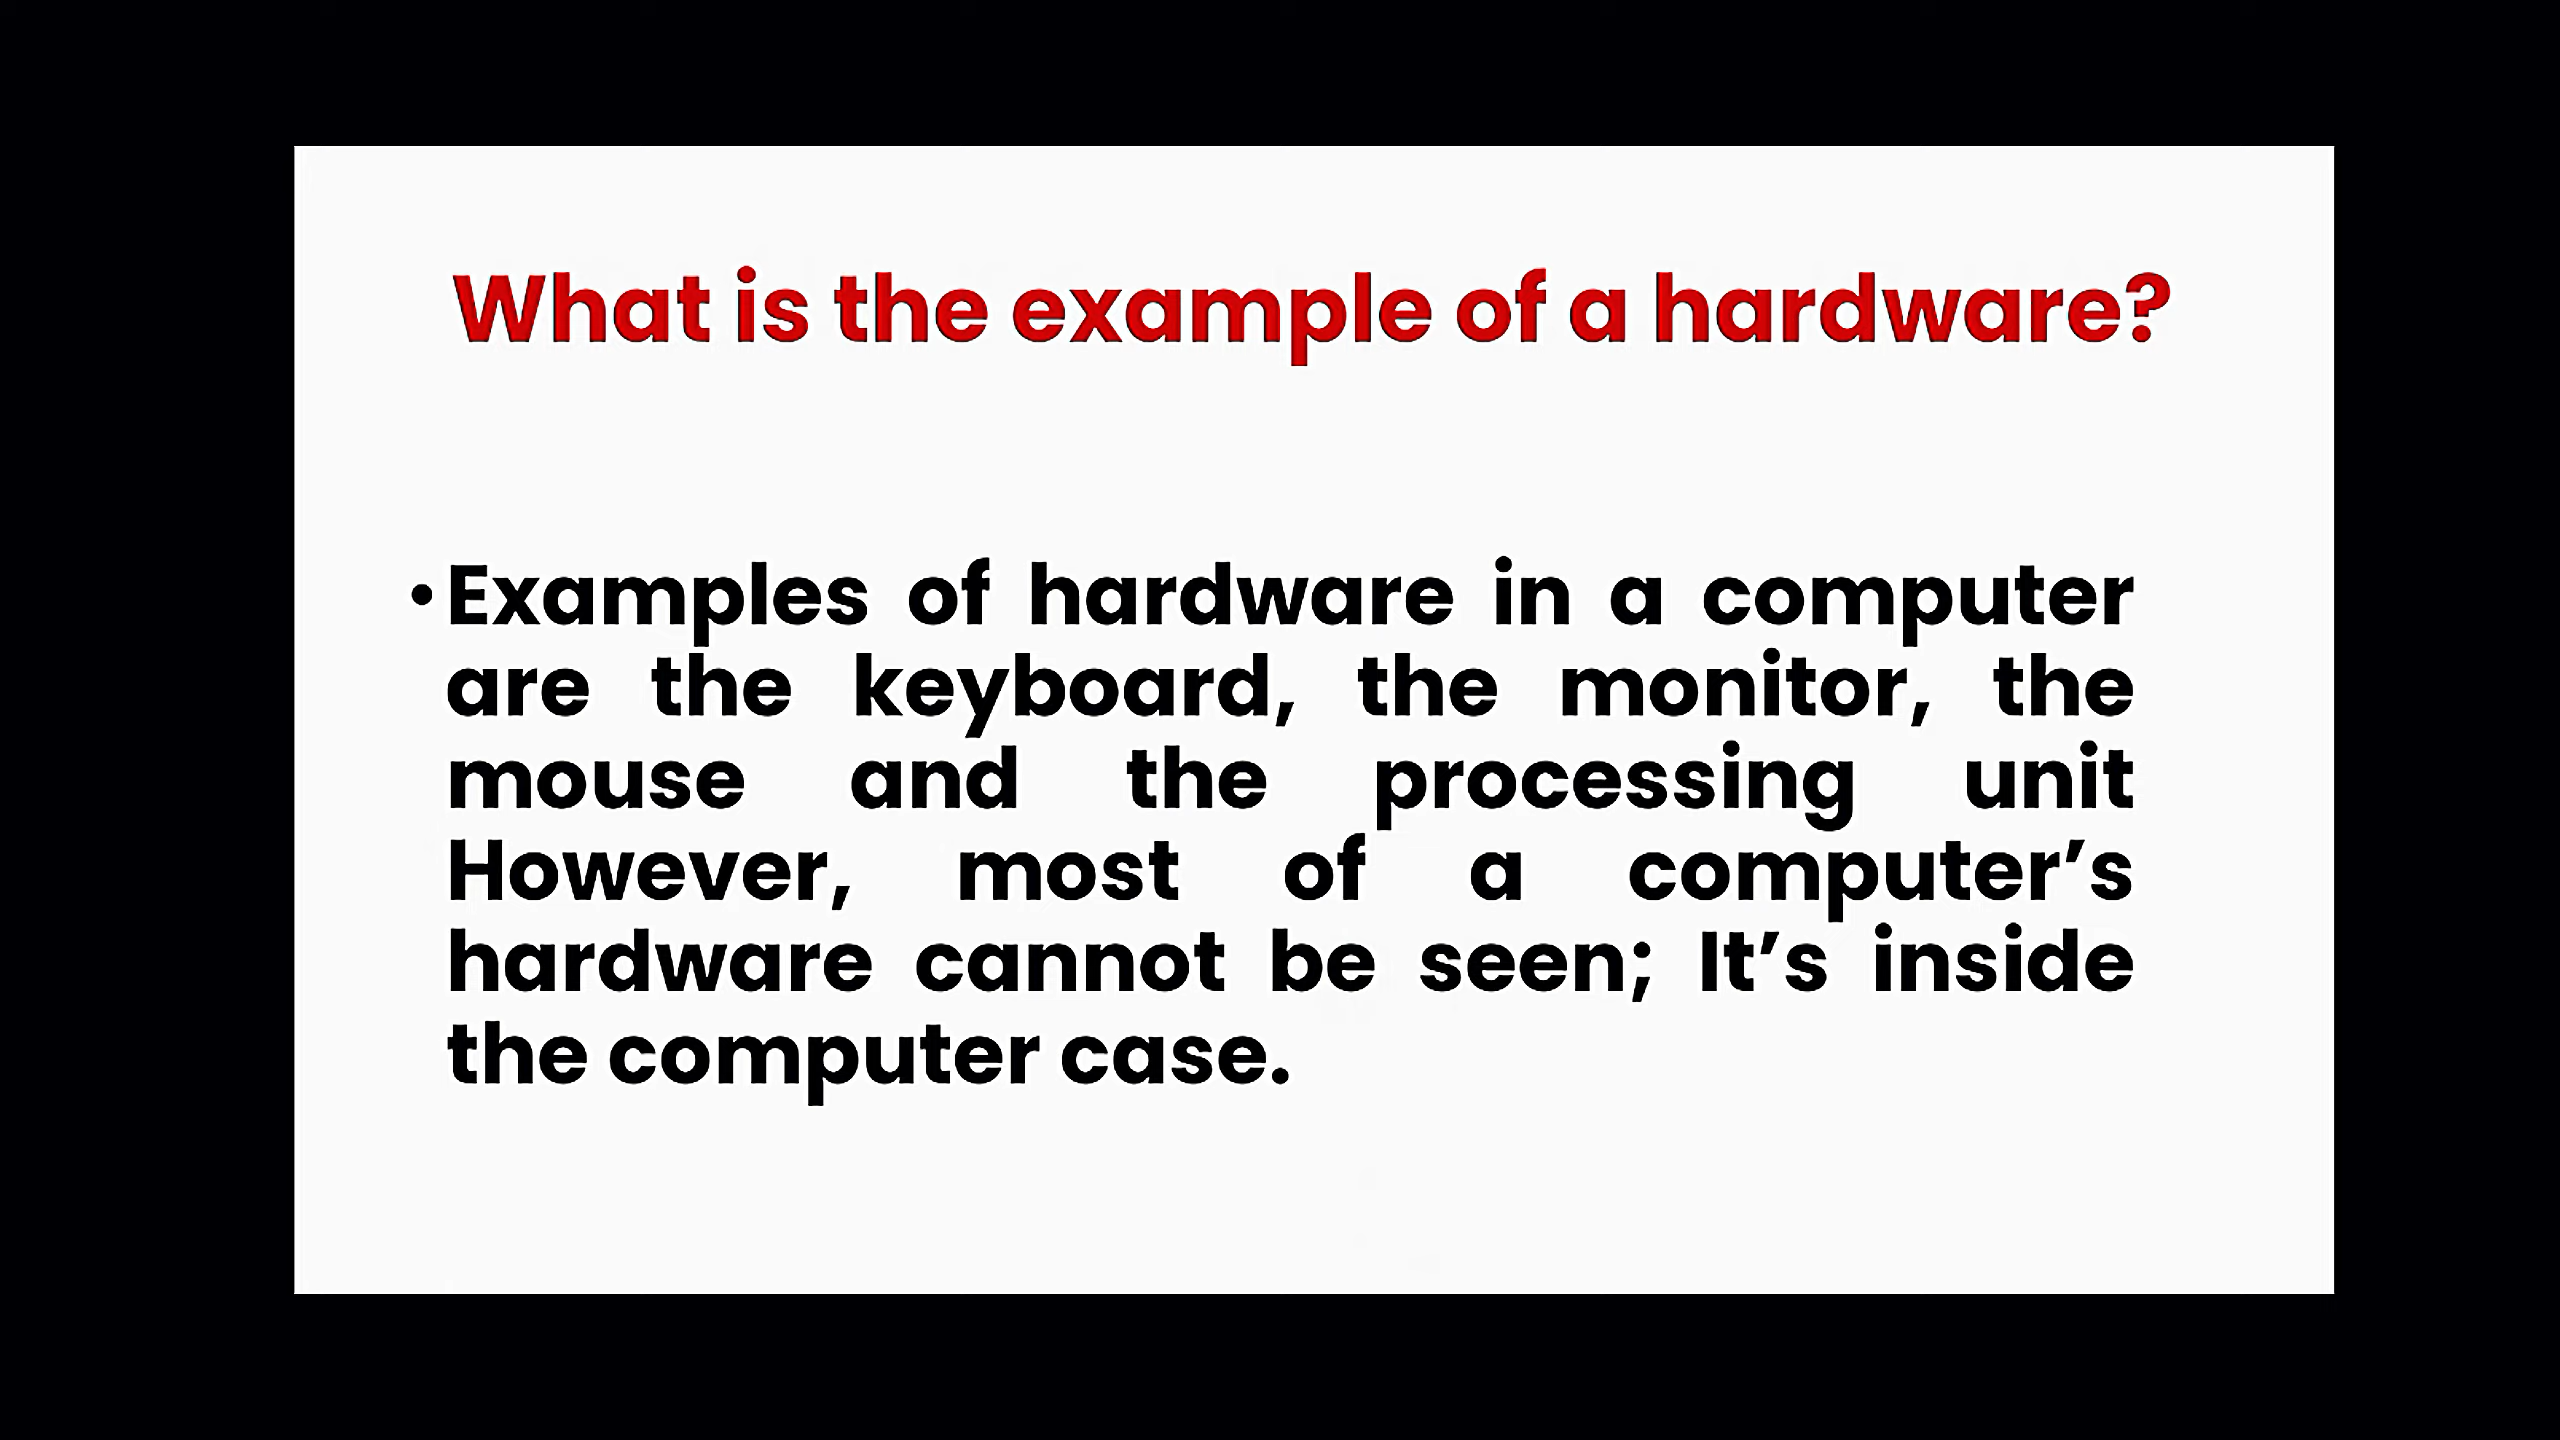 What is the example of a hardware?
•Examples of hardware in a computer
are the keyboard, the monitor, the
mouse and the processing unit
However, most of a computer’s
hardware cannot be seen; It’s inside
the computer case.